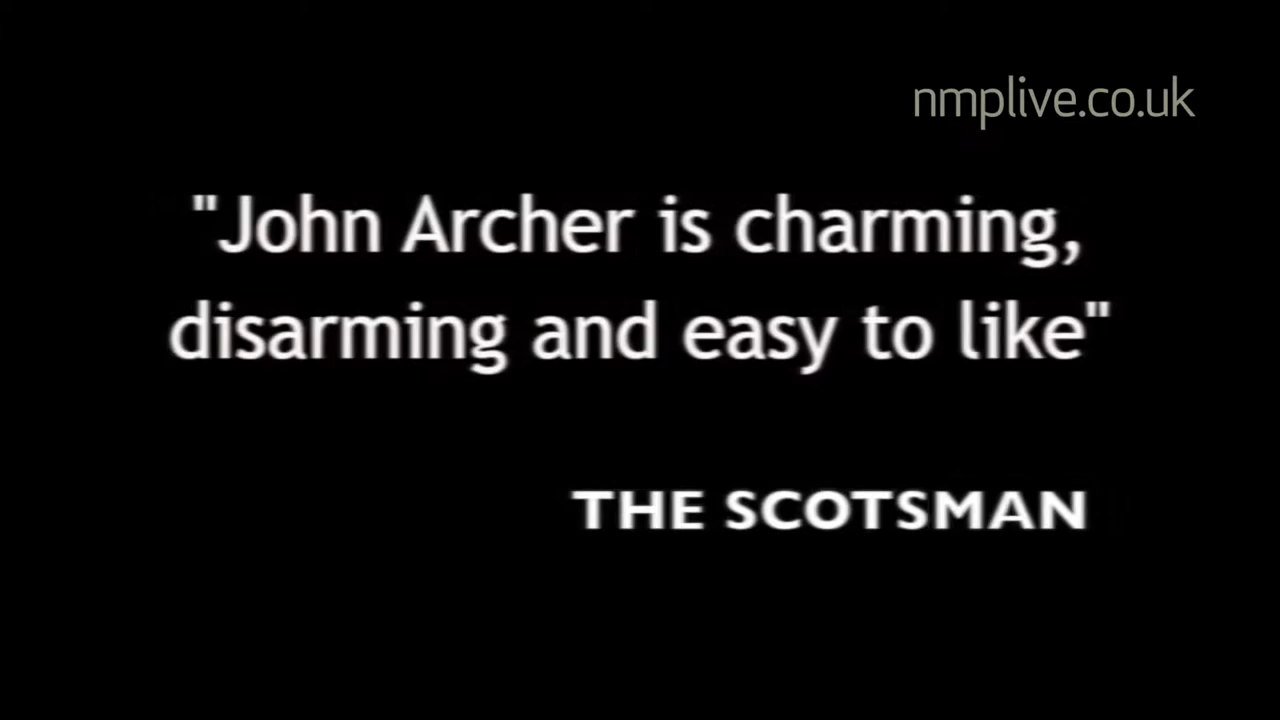 nmplive.co.uk
"John Archer is charming,
disarming and easy to like"
THE SCOTSMAN